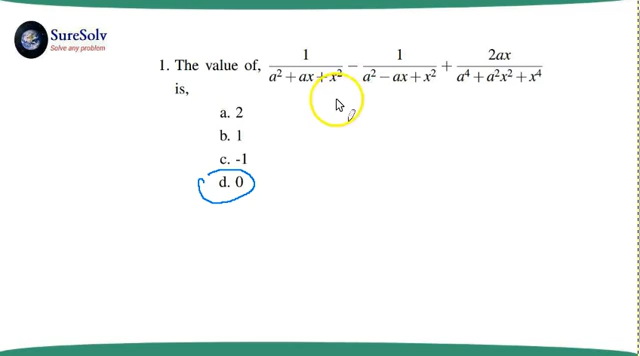 SureSolv
Solve any problem
1. The value of, 1/(a² + ax + x²) − 1/(a² − ax + x²) + 2ax/(a⁴ + a²x² + x⁴)
is,
a. 2
b. 1
c. -1
d. 0